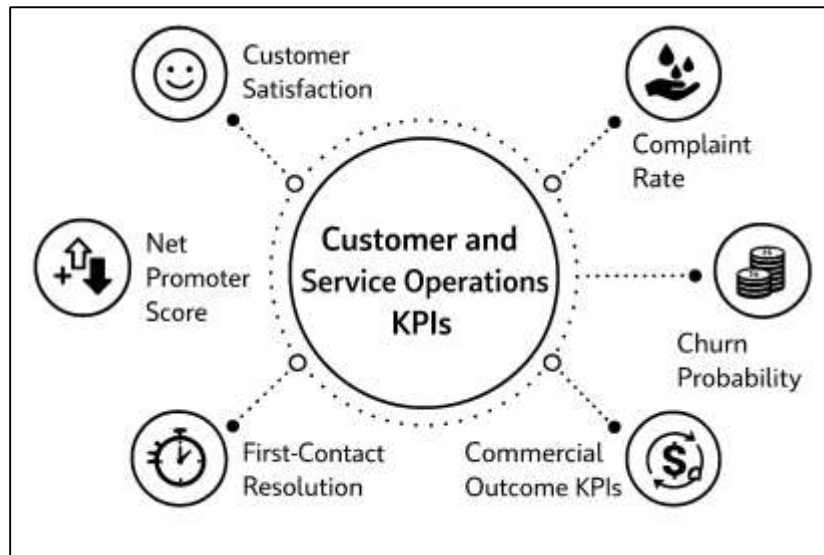 Customer
Satisfaction
Complaint
Rate
Customer and
Service Operations
KPIs
Net
Promoter
Score
Churn
Probability
First-Contact
Resolution
Commercial
Outcome KPIs
$